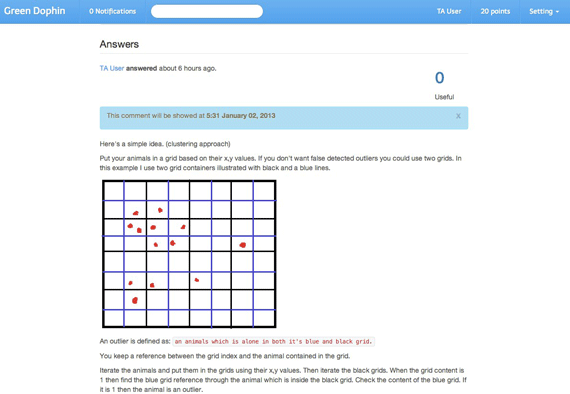 Green Dophin 0 Notifications TA User 20 points Setting
Answers
TA User answered about 6 hours ago.
0
Useful
This comment will be showed at 5:31 January 02, 2013 x
Here's a simple idea. (clustering approach)
Put your animals in a grid based on their x,y values. If you don't want false detected outliers you could use two grids. In
this example I use two grid containers illustrated with black and a blue lines.
An outlier is defined as: an animals which is alone in both it's blue and black grid.
You keep a reference between the grid index and the animal contained in the grid.
Iterate the animals and put them in the grids using their x,y values. Then iterate the black grids. When the grid content is
1 then find the blue grid reference through the animal which is inside the black grid. Check the content of the blue grid. If
it is 1 then the animal is an outlier.